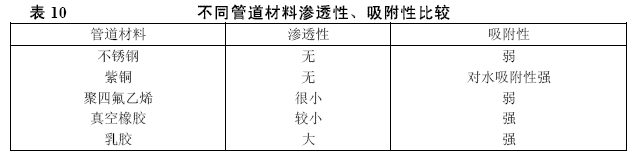 表 10 不同管道材料渗透性、吸附性比较
管道材料 渗透性 吸附性
不锈钢 无 弱
紫铜 无 对水吸附性强
聚四氟乙烯 很小 弱
真空橡胶 较小 强
乳胶 大 强